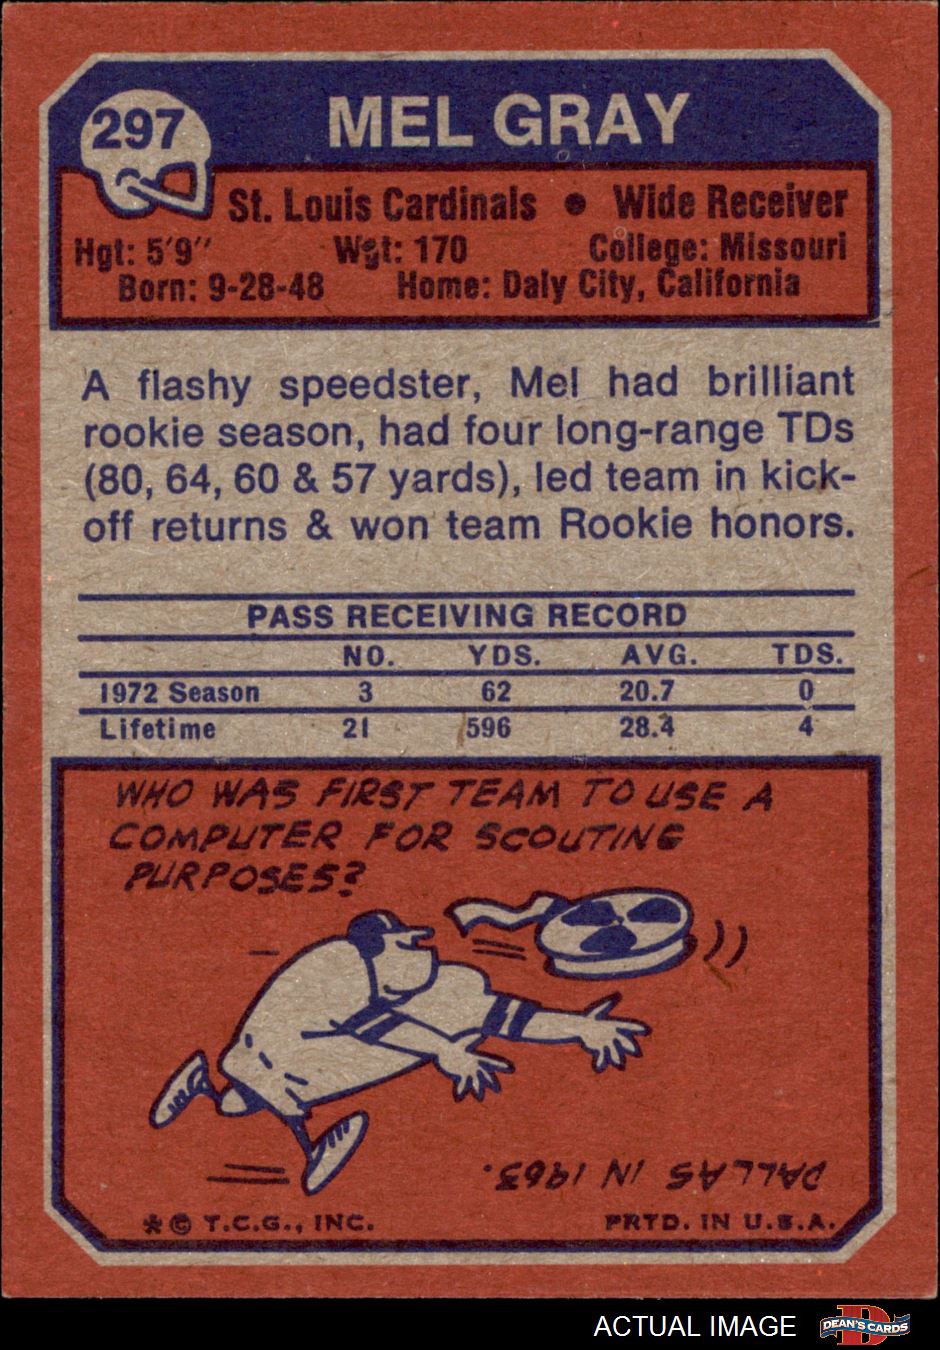 297
MEL GRAY
St. Louis Cardinals • Wide Receiver
Hgt: 5'9" Wgt: 170 College: Missouri
Born: 9-28-48 Home: Daly City, California
A flashy speedster, Mel had brilliant
rookie season, had four long-range TDs
(80, 64, 60 & 57 yards), led team in kick-
off returns & won team Rookie honors.
PASS RECEIVING RECORD
NO. YDS. AVG. TDS.
1972 Season 3 62 20.7 0
Lifetime 21 596 28.4 4
WHO WAS FIRST TEAM TO USE A
COMPUTER FOR SCOUTING
PURPOSES?
DALLAS IN 1963.
*© T.C.G., INC. PRTD. IN U.S.A.
ACTUAL IMAGE DEAN'S CARDS